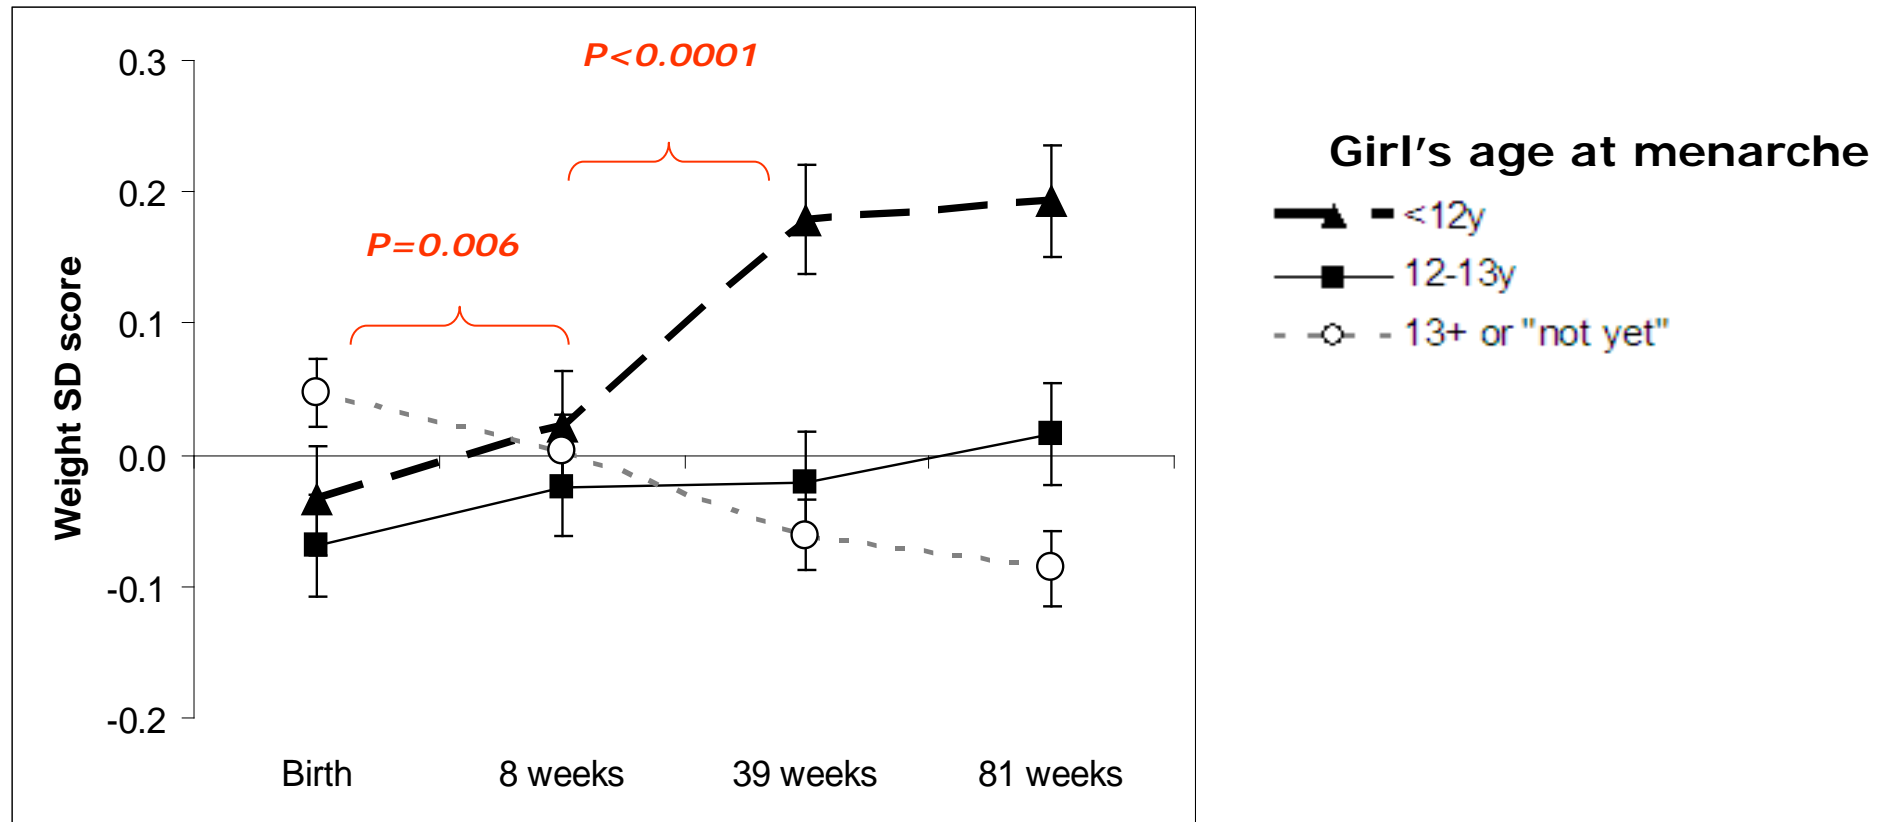 P<0.0001
0.3
0.2
P=0.006
0.1
0.0
-0.1
-0.2
Weight SD score
Birth 8 weeks 39 weeks 81 weeks
Girl's age at menarche
<12y
12-13y
13+ or "not yet"